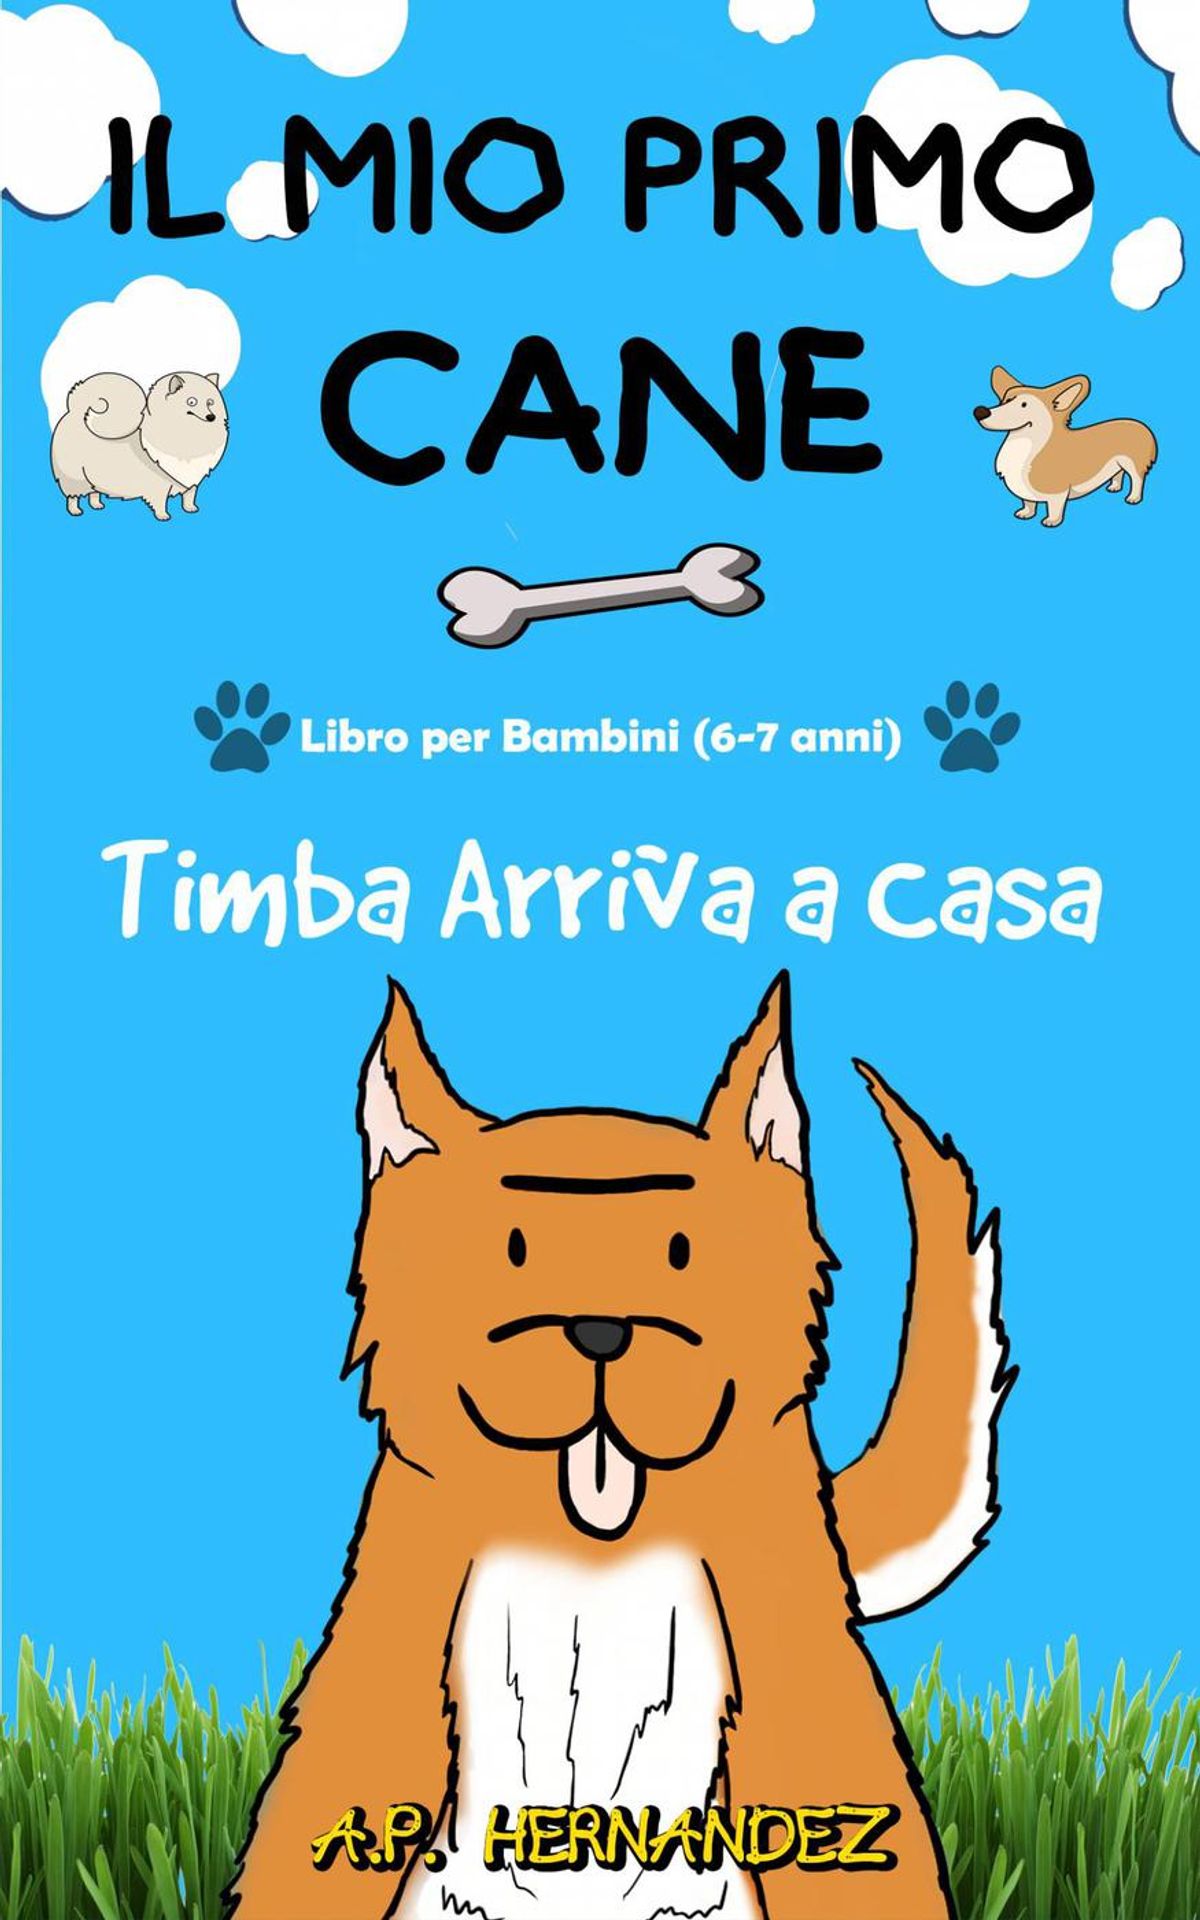 IL MIO PRIMO
CANE
Libro per Bambini (6-7 anni)
Timba Arriva a Casa
A.P. HERNANDEZ